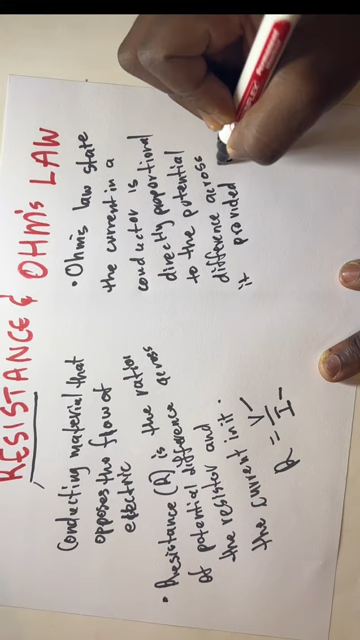 RESISTANCE & OHM's LAW
Conducting material that
opposes the flow of
electric
• Resistance (R) is the ratio
of potential difference across
the resistor and
the current in it.
R = V/I
• Ohm's law state
the current in a
conductor is
directly proportional
to the potential
difference across
it provided